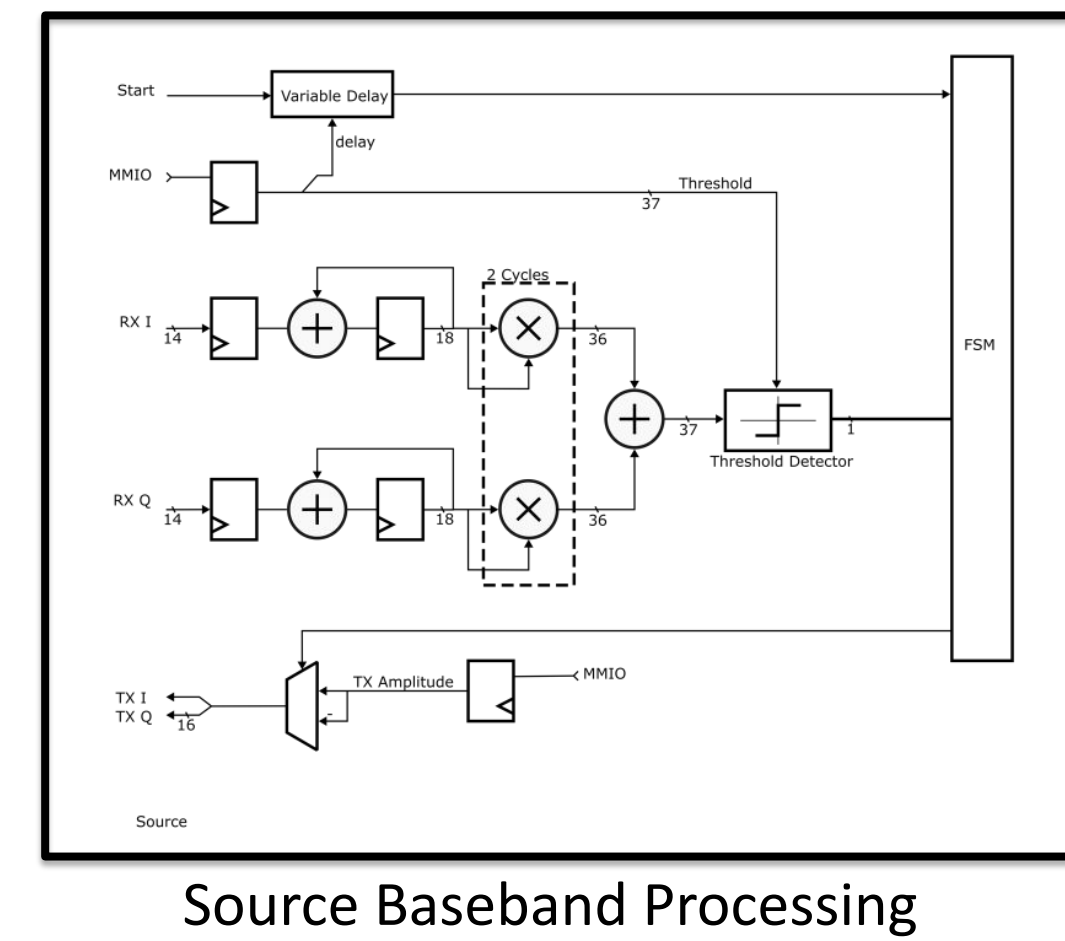 Start
Variable Delay
delay
MMIO
Threshold
37
2 Cycles
RX I
14
18
36
FSM
37
1
Threshold Detector
RX Q
14
18
36
TX Amplitude
MMIO
TX I
TX Q
16
-
Source
Source Baseband Processing